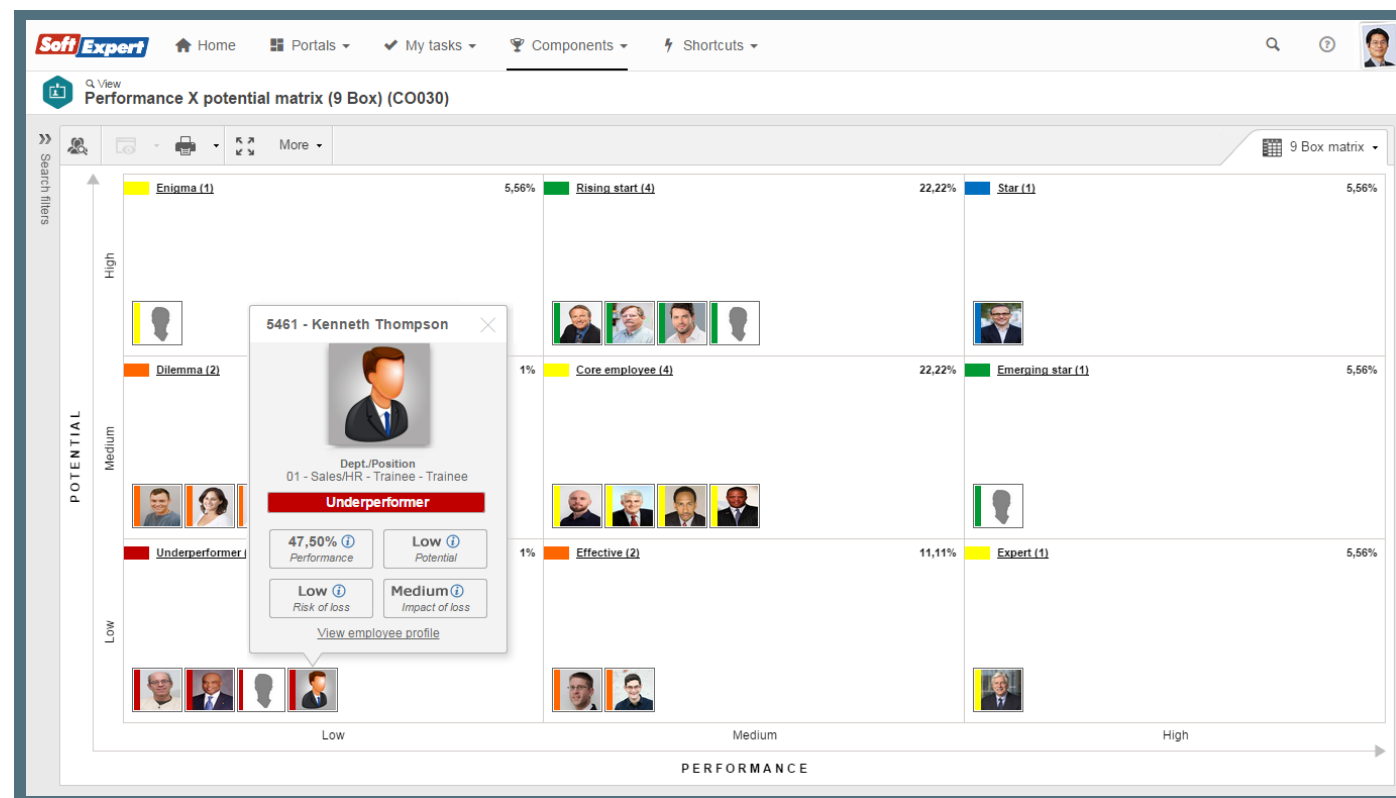 SoftExpert
Home
Portals
My tasks
Components
Shortcuts
View
Performance X potential matrix (9 Box) (CO030)
Search filters
More
9 Box matrix
Enigma (1)
5,56%
Rising start (4)
22,22%
Star (1)
5,56%
High
5461 - Kenneth Thompson
Dept./Position
01 - Sales/HR - Trainee - Trainee
Underperformer
47,50%
Performance
Low
Potential
Low
Risk of loss
Medium
Impact of loss
View employee profile
Dilemma (2)
1%
Core employee (4)
22,22%
Emerging star (1)
5,56%
POTENTIAL
Medium
Underperformer (
1%
Effective (2)
11,11%
Expert (1)
5,56%
Low
Low
Medium
High
PERFORMANCE